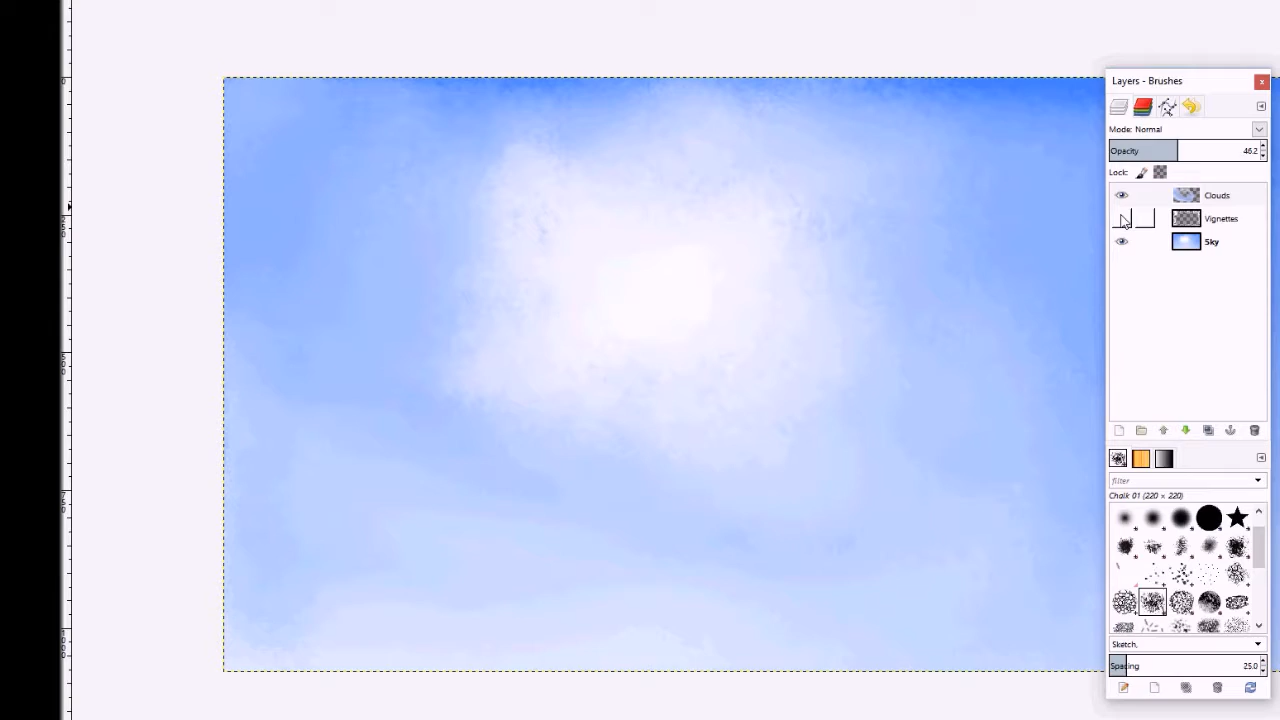 Layers - Brushes
Mode: Normal
Opacity 46.2
Lock:
Clouds
Vignettes
Sky
filter
Chalk 01 (220 × 220)
Sketch,
Spacing 25.0